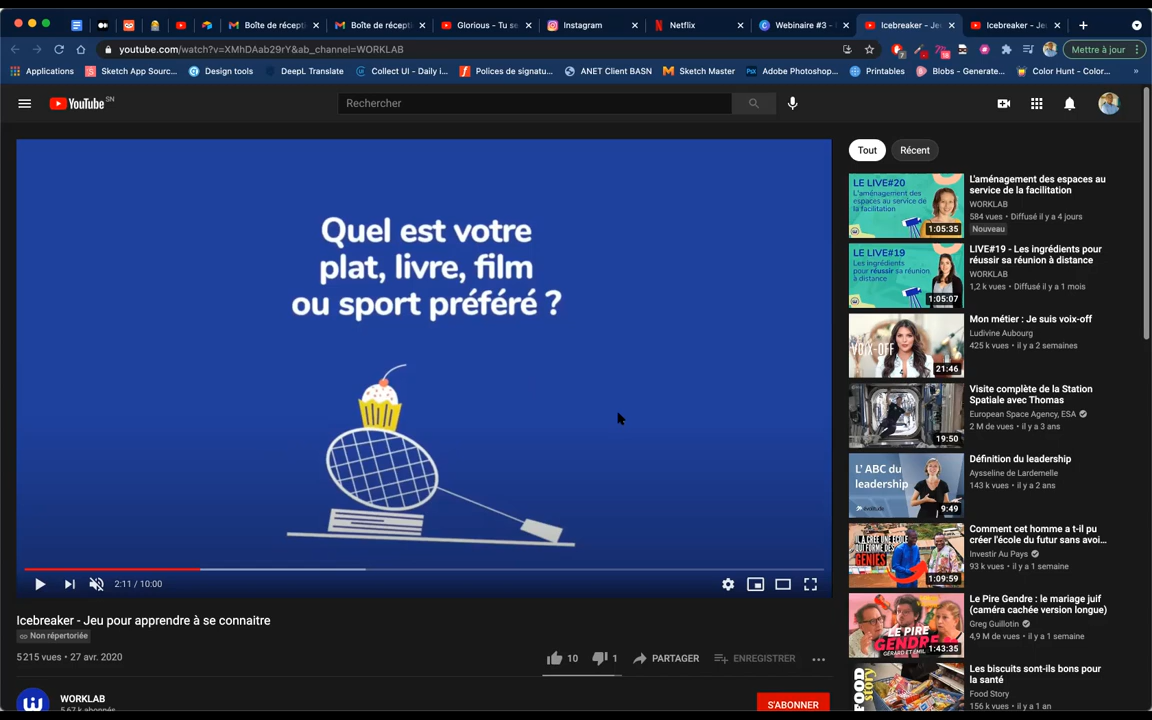 Boîte de récepti
Boîte de récepti
Glorious - Tu se
Instagram
Netflix
Webinaire #3 -
Icebreaker - Jeu
Icebreaker - Jeu
youtube.com/watch?v=XMhDAab29rY&ab_channel=WORKLAB
Mettre à jour
Applications
Sketch App Sourc...
Design tools
DeepL Translate
Collect UI - Daily i...
Polices de signatu...
ANET Client BASN
Sketch Master
Adobe Photoshop...
Printables
Blobs - Generate...
Color Hunt - Color...
»
YouTube SN
Rechercher
Quel est votre
plat, livre, film
ou sport préféré ?
2:11 / 10:00
Icebreaker - Jeu pour apprendre à se connaitre
Non répertoriée
5 215 vues • 27 avr. 2020
10
1
PARTAGER
ENREGISTRER
WORKLAB
5,67 k abonnés
S'ABONNER
Tout
Récent
LE LIVE#20
L'aménagement des
espaces au service
de la facilitation
1:05:35
L'aménagement des espaces au
service de la facilitation
WORKLAB
584 vues • Diffusé il y a 4 jours
Nouveau
LE LIVE#19
Les ingrédients
pour réussir sa réunion
à distance
1:05:07
LIVE#19 - Les ingrédients pour
réussir sa réunion à distance
WORKLAB
1,2 k vues • Diffusé il y a 1 mois
VOIX-OFF
21:46
Mon métier : Je suis voix-off
Ludivine Aubourg
425 k vues • il y a 2 semaines
19:50
Visite complète de la Station
Spatiale avec Thomas
European Space Agency, ESA
2 M de vues • il y a 3 ans
L' ABC du
leadership
9:49
Définition du leadership
Aysseline de Lardemelle
143 k vues • il y a 2 ans
IL A CRÉE UNE ÉCOLE
QUI FORME DES
GENIES
1:09:59
Comment cet homme a t-il pu
créer l'école du futur sans avoi...
Investir Au Pays
93 k vues • il y a 1 semaine
LE PIRE
GENDRE
GÉRARD ET ÉMIL
1:43:35
Le Pire Gendre : le mariage juif
(caméra cachée version longue)
Greg Guillotin
4,9 M de vues • il y a 1 semaine
FOOD
STORY
Les biscuits sont-ils bons pour
la santé
Food Story
156 k vues • il y a 1 an